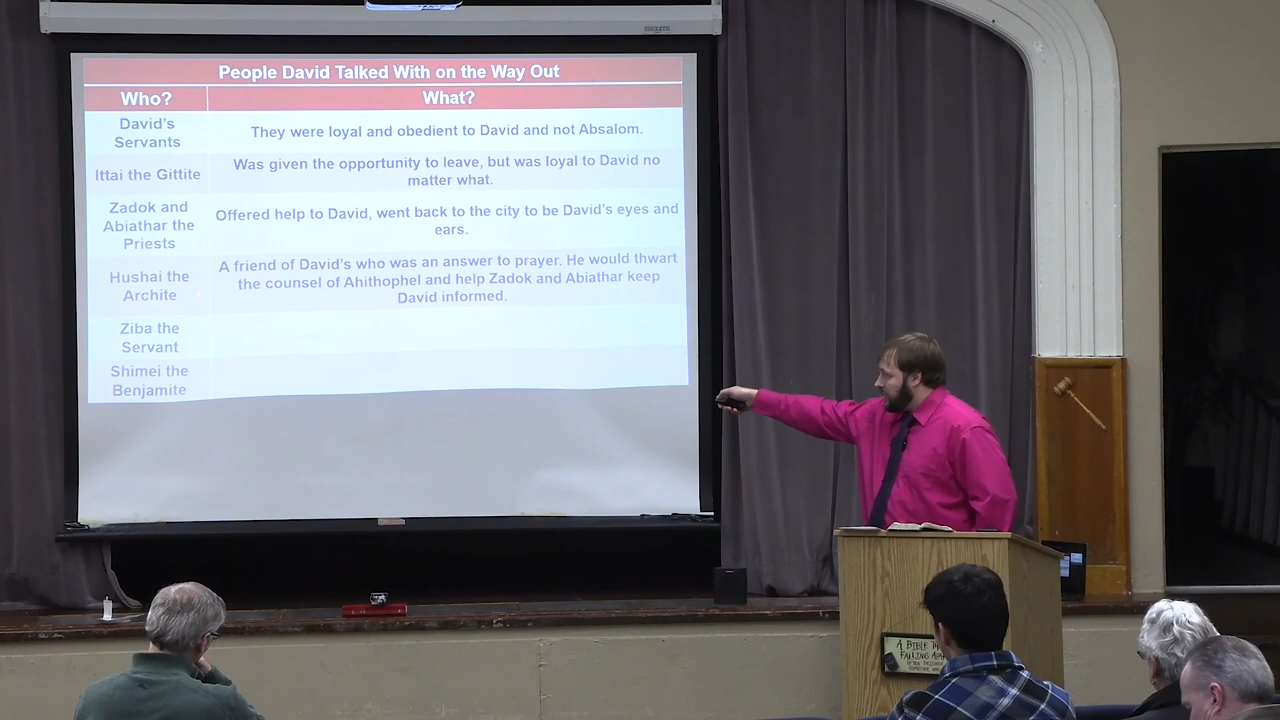 People David Talked With on the Way Out
Who? What?
David's
Servants
They were loyal and obedient to David and not Absalom.
Ittai the Gittite
Was given the opportunity to leave, but was loyal to David no
matter what.
Zadok and
Abiathar the
Priests
Offered help to David, went back to the city to be David's eyes and
ears.
Hushai the
Archite
A friend of David's who was an answer to prayer. He would thwart
the counsel of Ahithophel and help Zadok and Abiathar keep
David informed.
Ziba the
Servant
Shimei the
Benjamite
A BIBLE
FALLING